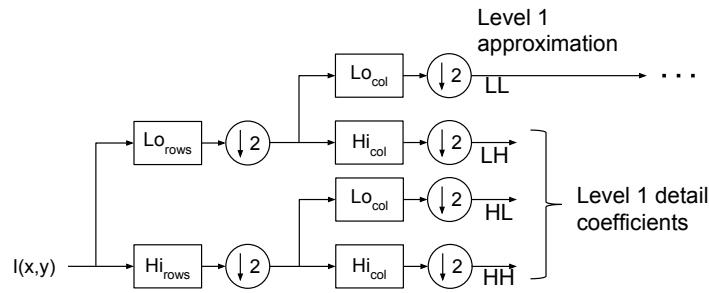 Level 1
approximation
Lo_col ↓ 2 LL ...
Lo_rows ↓ 2 Hi_col ↓ 2 LH
Lo_col ↓ 2 HL
Level 1 detail
coefficients
I(x,y) Hi_rows ↓ 2 Hi_col ↓ 2 HH